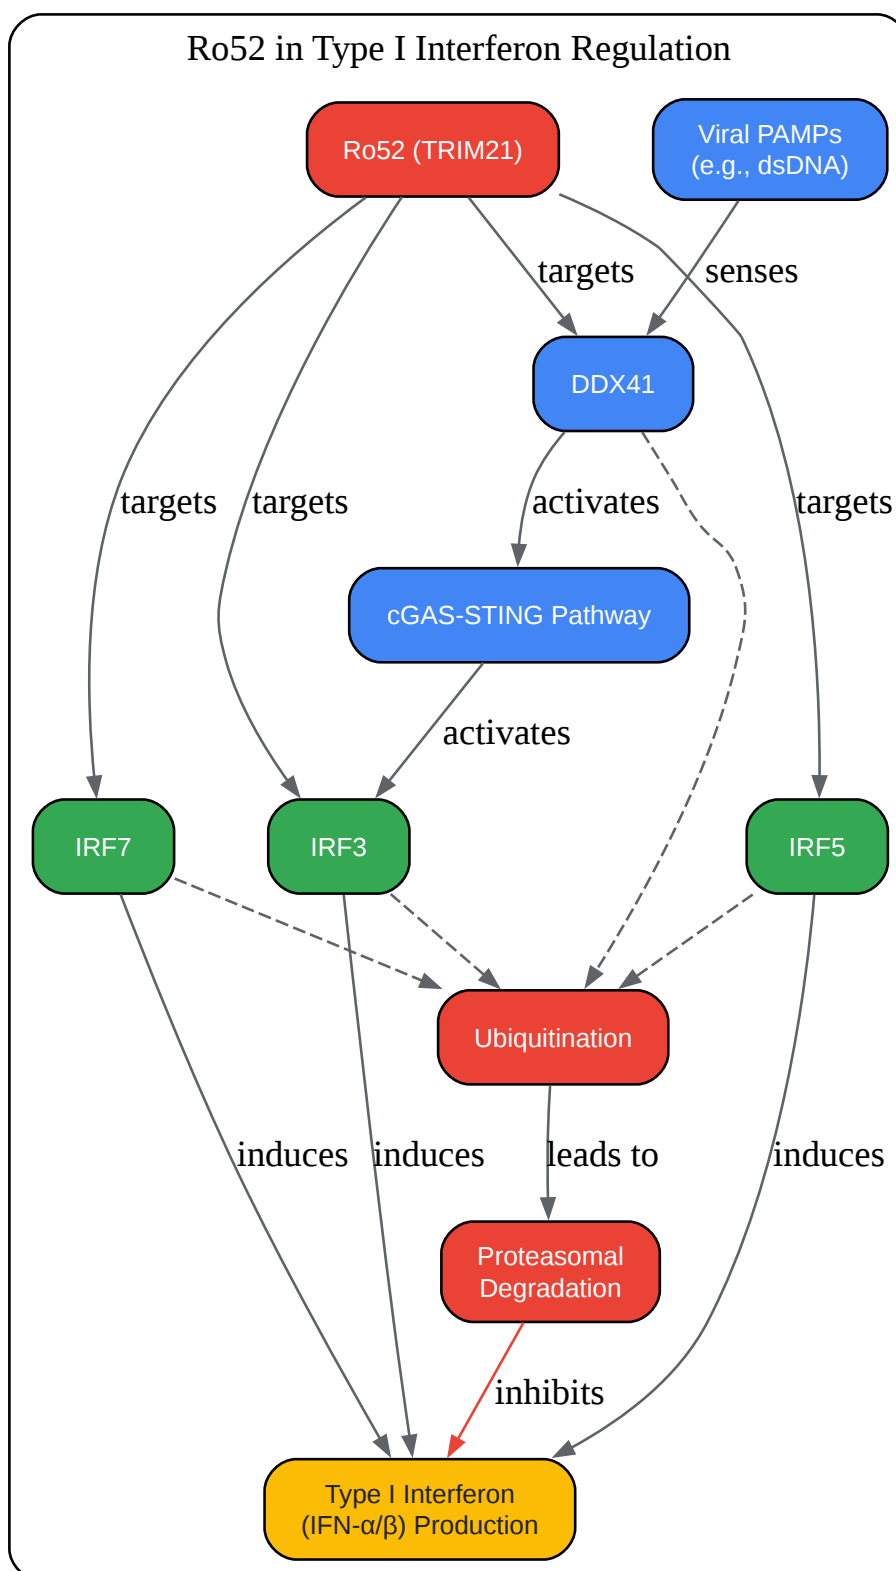 Ro52 in Type I Interferon Regulation
Ro52 (TRIM21)
Viral PAMPs
(e.g., dsDNA)
targets
senses
DDX41
targets
targets
activates
targets
cGAS-STING Pathway
activates
IRF7
IRF3
IRF5
Ubiquitination
induces
induces
leads to
induces
Proteasomal
Degradation
inhibits
Type I Interferon
(IFN-α/β) Production